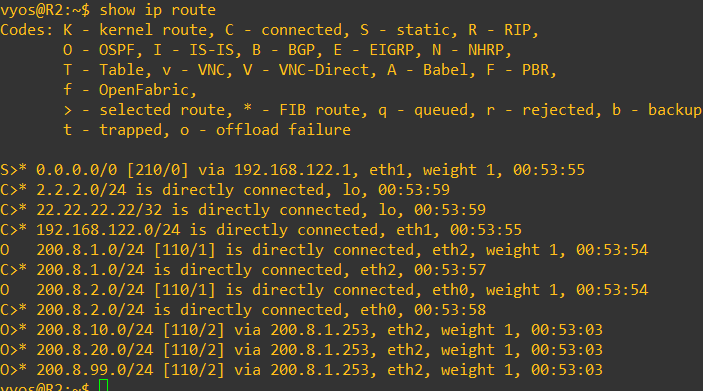 vyos@R2:~$ show ip route
Codes: K - kernel route, C - connected, S - static, R - RIP,
O - OSPF, I - IS-IS, B - BGP, E - EIGRP, N - NHRP,
T - Table, v - VNC, V - VNC-Direct, A - Babel, F - PBR,
f - OpenFabric,
> - selected route, * - FIB route, q - queued, r - rejected, b - backup
t - trapped, o - offload failure
S>* 0.0.0.0/0 [210/0] via 192.168.122.1, eth1, weight 1, 00:53:55
C>* 2.2.2.0/24 is directly connected, lo, 00:53:59
C>* 22.22.22.22/32 is directly connected, lo, 00:53:59
C>* 192.168.122.0/24 is directly connected, eth1, 00:53:55
O   200.8.1.0/24 [110/1] is directly connected, eth2, weight 1, 00:53:54
C>* 200.8.1.0/24 is directly connected, eth2, 00:53:57
O   200.8.2.0/24 [110/1] is directly connected, eth0, weight 1, 00:53:54
C>* 200.8.2.0/24 is directly connected, eth0, 00:53:58
O>* 200.8.10.0/24 [110/2] via 200.8.1.253, eth2, weight 1, 00:53:03
O>* 200.8.20.0/24 [110/2] via 200.8.1.253, eth2, weight 1, 00:53:03
O>* 200.8.99.0/24 [110/2] via 200.8.1.253, eth2, weight 1, 00:53:03
vyos@R2:~$